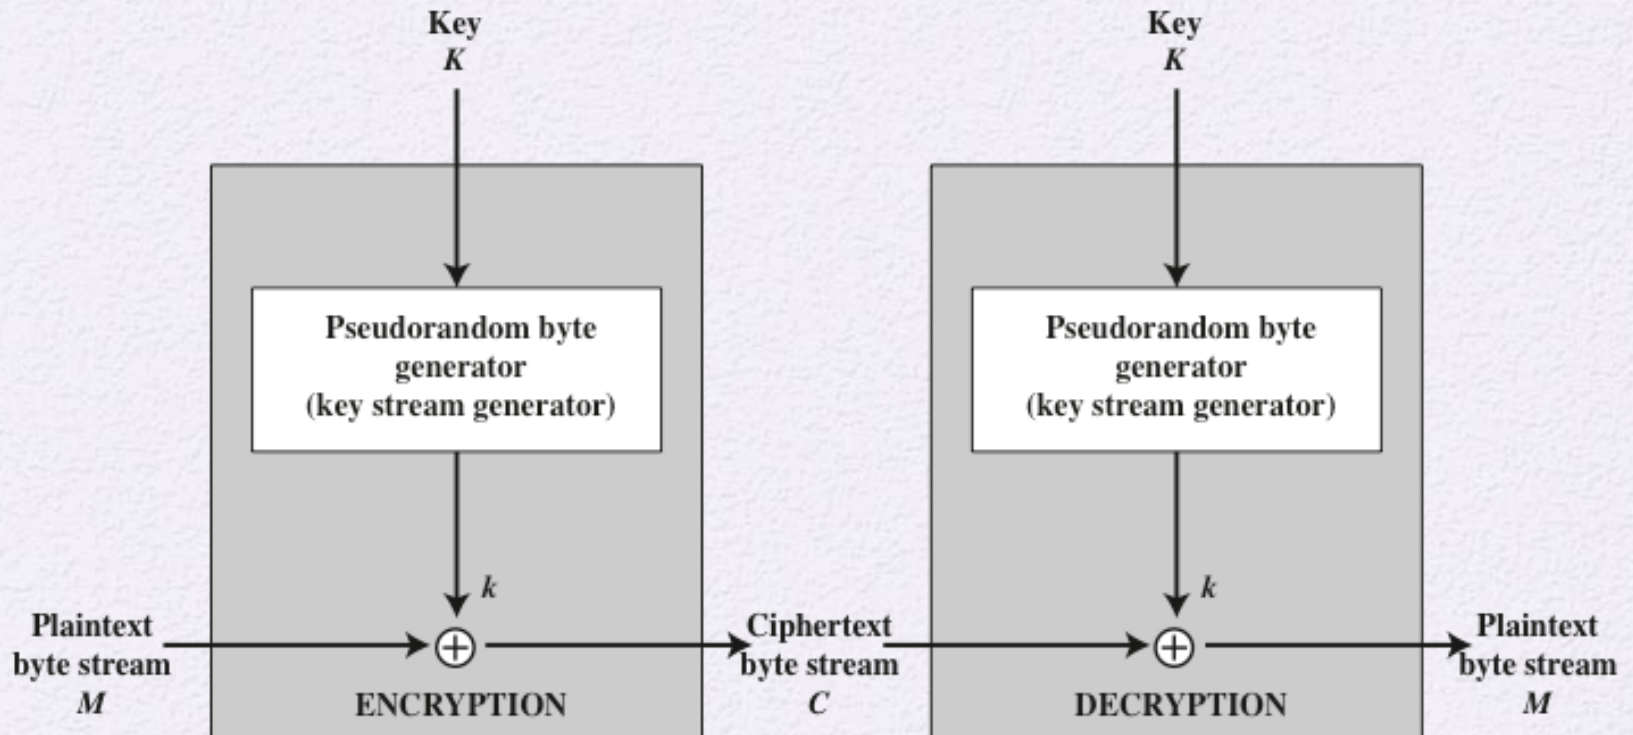 Key
K
Pseudorandom byte
generator
(key stream generator)
k
Plaintext
byte stream
M
ENCRYPTION
Ciphertext
byte stream
C
Key
K
Pseudorandom byte
generator
(key stream generator)
k
DECRYPTION
Plaintext
byte stream
M